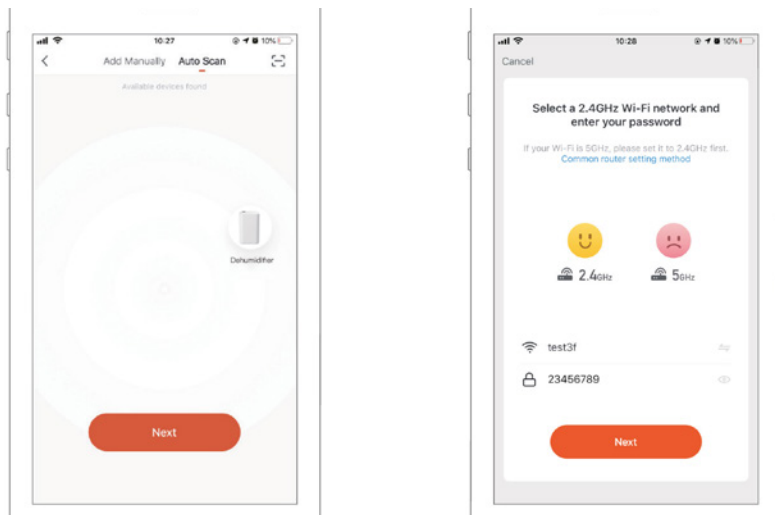 10:27
10%
Add Manually Auto Scan
Available devices found
Dehumidifier
Next
10:28
10%
Cancel
Select a 2.4GHz Wi-Fi network and
enter your password
If your Wi-Fi is 5GHz, please set it to 2.4GHz first.
Common router setting method
2.4GHz 5GHz
test3f
23456789
Next